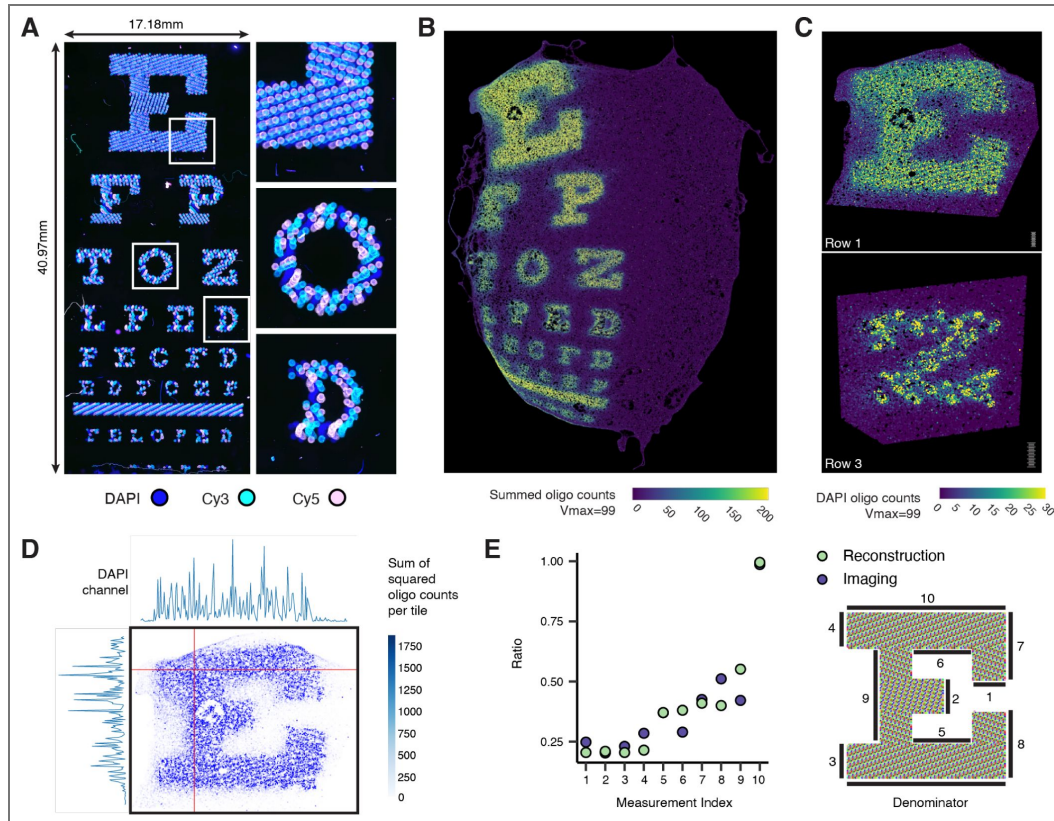 A
17.18mm
40.97mm
E
F P
T O Z
L P E D
F E C F D
E D F C Z P
F E L O P Z D
DAPI
Cy3
Cy5
B
E
F P
T O Z
L P E D
Summed oligo counts
Vmax=99
0 50 100 150 200
C
Row 1
Row 3
DAPI oligo counts
Vmax=99
0 5 10 15 20 25 30
D
DAPI
channel
Sum of
squared
oligo counts
per tile
1750
1500
1250
1000
750
500
250
0
E
Ratio
1.00
0.75
0.50
0.25
1 2 3 4 5 6 7 8 9 10
Measurement Index
Reconstruction
Imaging
10
4
7
6
9
2
1
5
3
8
Denominator